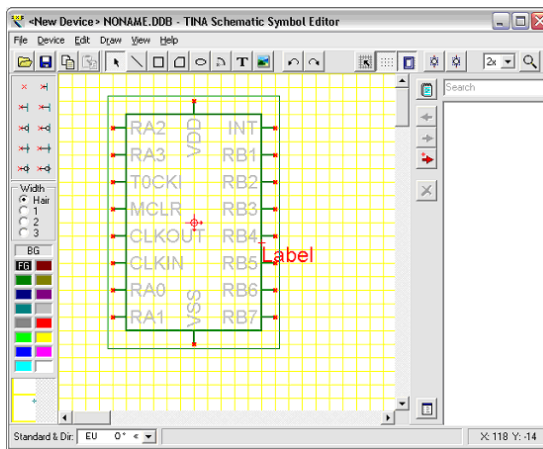 <New Device> NONAME.DDB - TINA Schematic Symbol Editor
File Device Edit Draw View Help
T
2x
Search
Width
Hair
1
2
3
BG
FG
RA2 VDD INT
RA3 RB1
T0CKI RB2
MCLR RB3
CLKOUT RB4
Label
CLKIN RB5
RA0 VSS RB6
RA1 RB7
Standard & Dir: EU 0°
X: 118 Y: -14